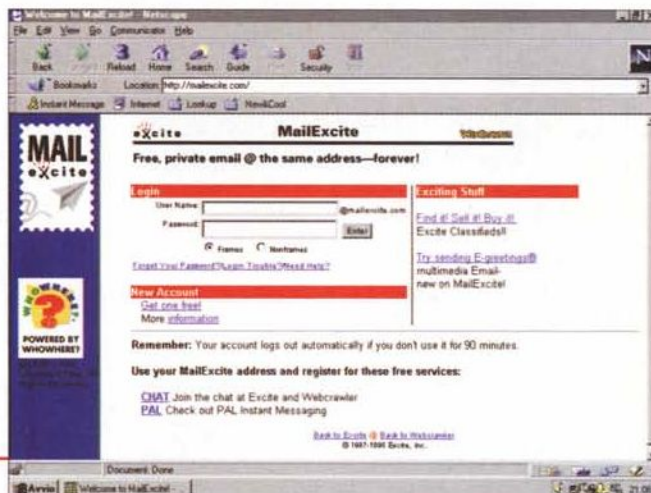 Welcome to MailExcite! - Netscape
File Edit View Go Communicator Help
Back Reload Home Search Guide Security
Bookmarks Location: http://mailexcite.com/
Instant Message Internet Lookup New&Cool
MAIL
excite
excite MailExcite Webcrawler
Free, private email @ the same address—forever!
Login
User Name: @mailexcite.com
Password: Enter
Frames Nonframes
Forgot Your Password? Login Trouble? Need Help?
New Account
Get one free!
More information
Exciting Stuff
Find it! Sell it! Buy it!
Excite Classifieds!!
Try sending E-greetings®
multimedia Email-
new on MailExcite!
WHOWHERE?
POWERED BY
WHOWHERE?
Remember: Your account logs out automatically if you don't use it for 90 minutes.
Use your MailExcite address and register for these free services:
CHAT Join the chat at Excite and Webcrawler
PAL Check out PAL Instant Messaging
Back to Excite @ Back to Webcrawler
© 1997-1998 Excite, Inc.
Document: Done
Avvio Welcome to MailExcite! - ...